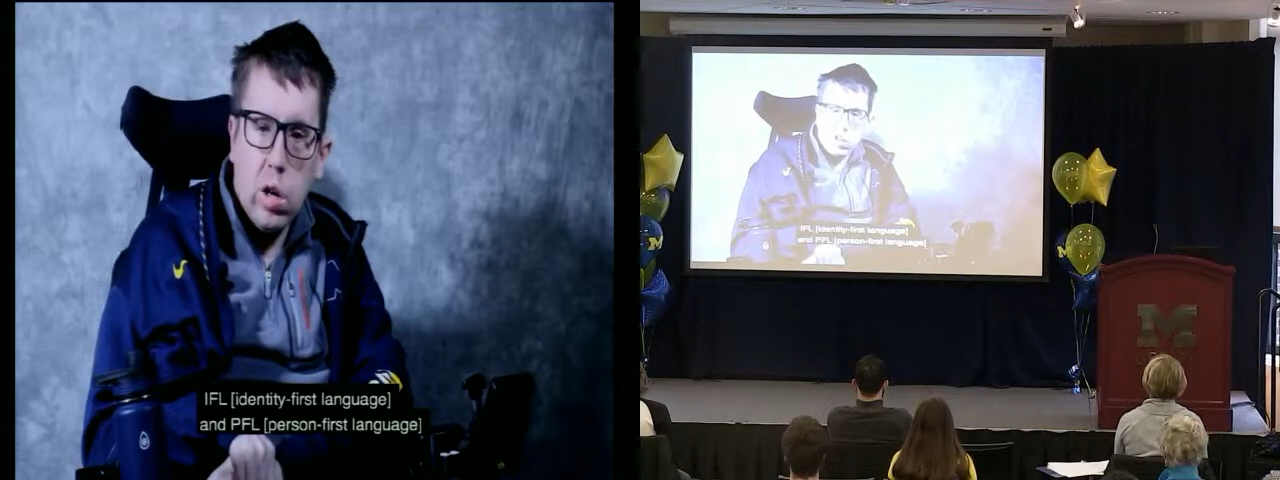 IFL [identity-first language]
and PFL [person-first language]
IFL [identity-first language]
and PFL [person-first language]
M
M
M